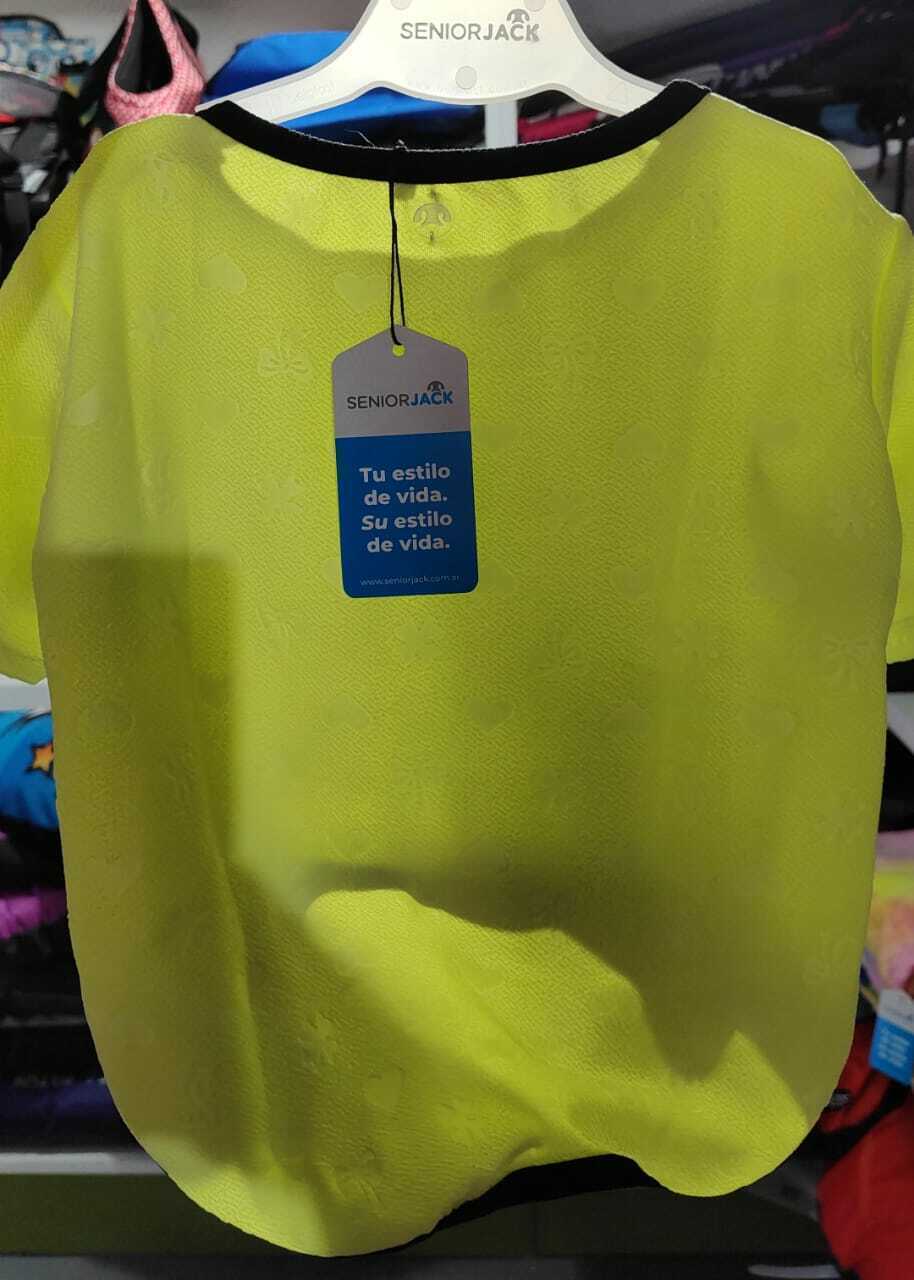 SENIORJACK
SENIORJACK
Tu estilo
de vida.
Su estilo
de vida.
www.seniorjack.com.ar